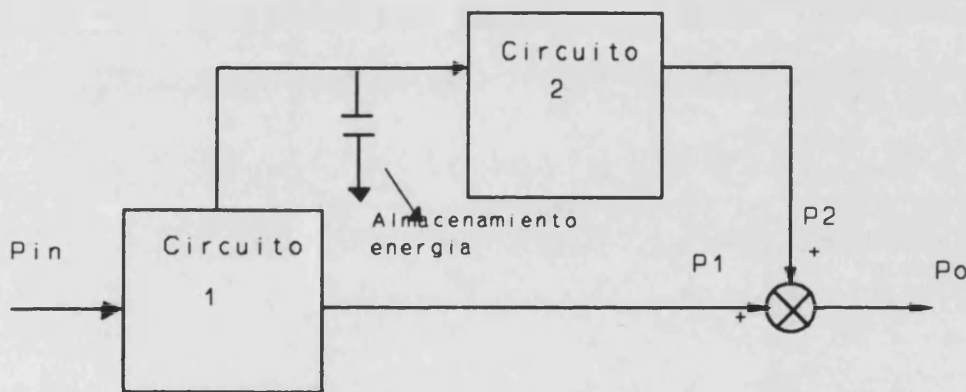 Circuito
2
Almacenamiento
energia
P2
+
Pin
Circuito
1
P1
+
Po